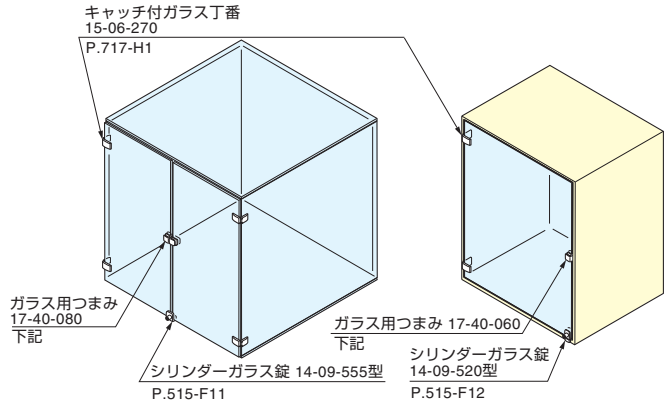 キャッチ付ガラス丁番
15-06-270
P.717-H1
ガラス用つまみ
17-40-080
下記
シリンダーガラス錠 14-09-555型
P.515-F11
ガラス用つまみ 17-40-060
下記
シリンダーガラス錠
14-09-520型
P.515-F12